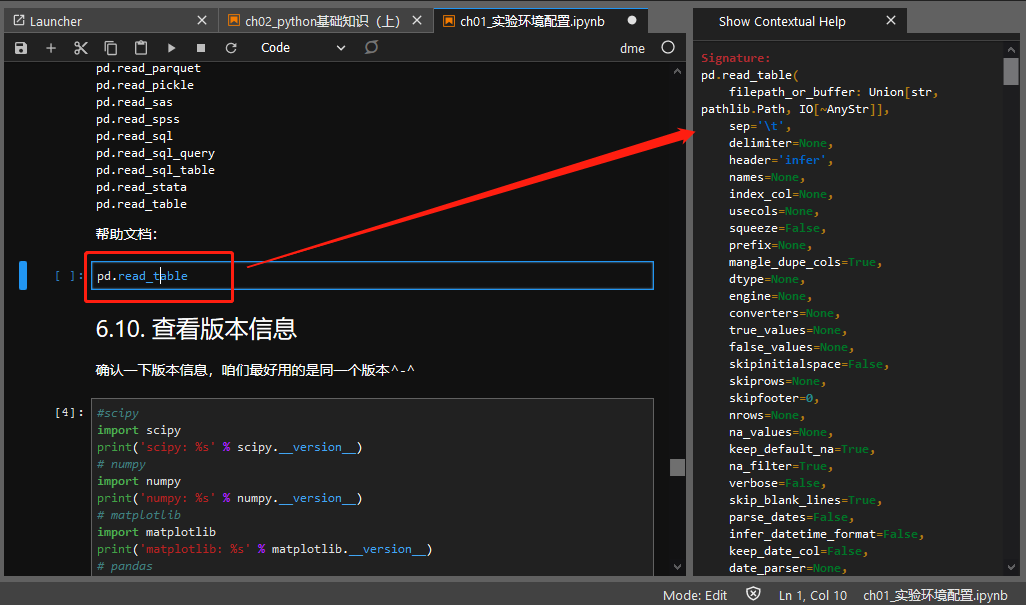 Launcher
ch02_python基础知识（上）
ch01_实验环境配置.ipynb
Show Contextual Help
Code
dme
pd.read_parquet
pd.read_pickle
pd.read_sas
pd.read_spss
pd.read_sql
pd.read_sql_query
pd.read_sql_table
pd.read_stata
pd.read_table
帮助文档:
[ ]: pd.read_table
6.10. 查看版本信息
确认一下版本信息，咱们最好用的是同一个版本^-^
[4]: #scipy
import scipy
print('scipy: %s' % scipy.__version__)
# numpy
import numpy
print('numpy: %s' % numpy.__version__)
# matplotlib
import matplotlib
print('matplotlib: %s' % matplotlib.__version__)
# pandas
Signature:
pd.read_table(
filepath_or_buffer: Union[str,
pathlib.Path, IO[~AnyStr]],
sep='\t',
delimiter=None,
header='infer',
names=None,
index_col=None,
usecols=None,
squeeze=False,
prefix=None,
mangle_dupe_cols=True,
dtype=None,
engine=None,
converters=None,
true_values=None,
false_values=None,
skipinitialspace=False,
skiprows=None,
skipfooter=0,
nrows=None,
na_values=None,
keep_default_na=True,
na_filter=True,
verbose=False,
skip_blank_lines=True,
parse_dates=False,
infer_datetime_format=False,
keep_date_col=False,
date_parser=None,
Mode: Edit
Ln 1, Col 10
ch01_实验环境配置.ipynb